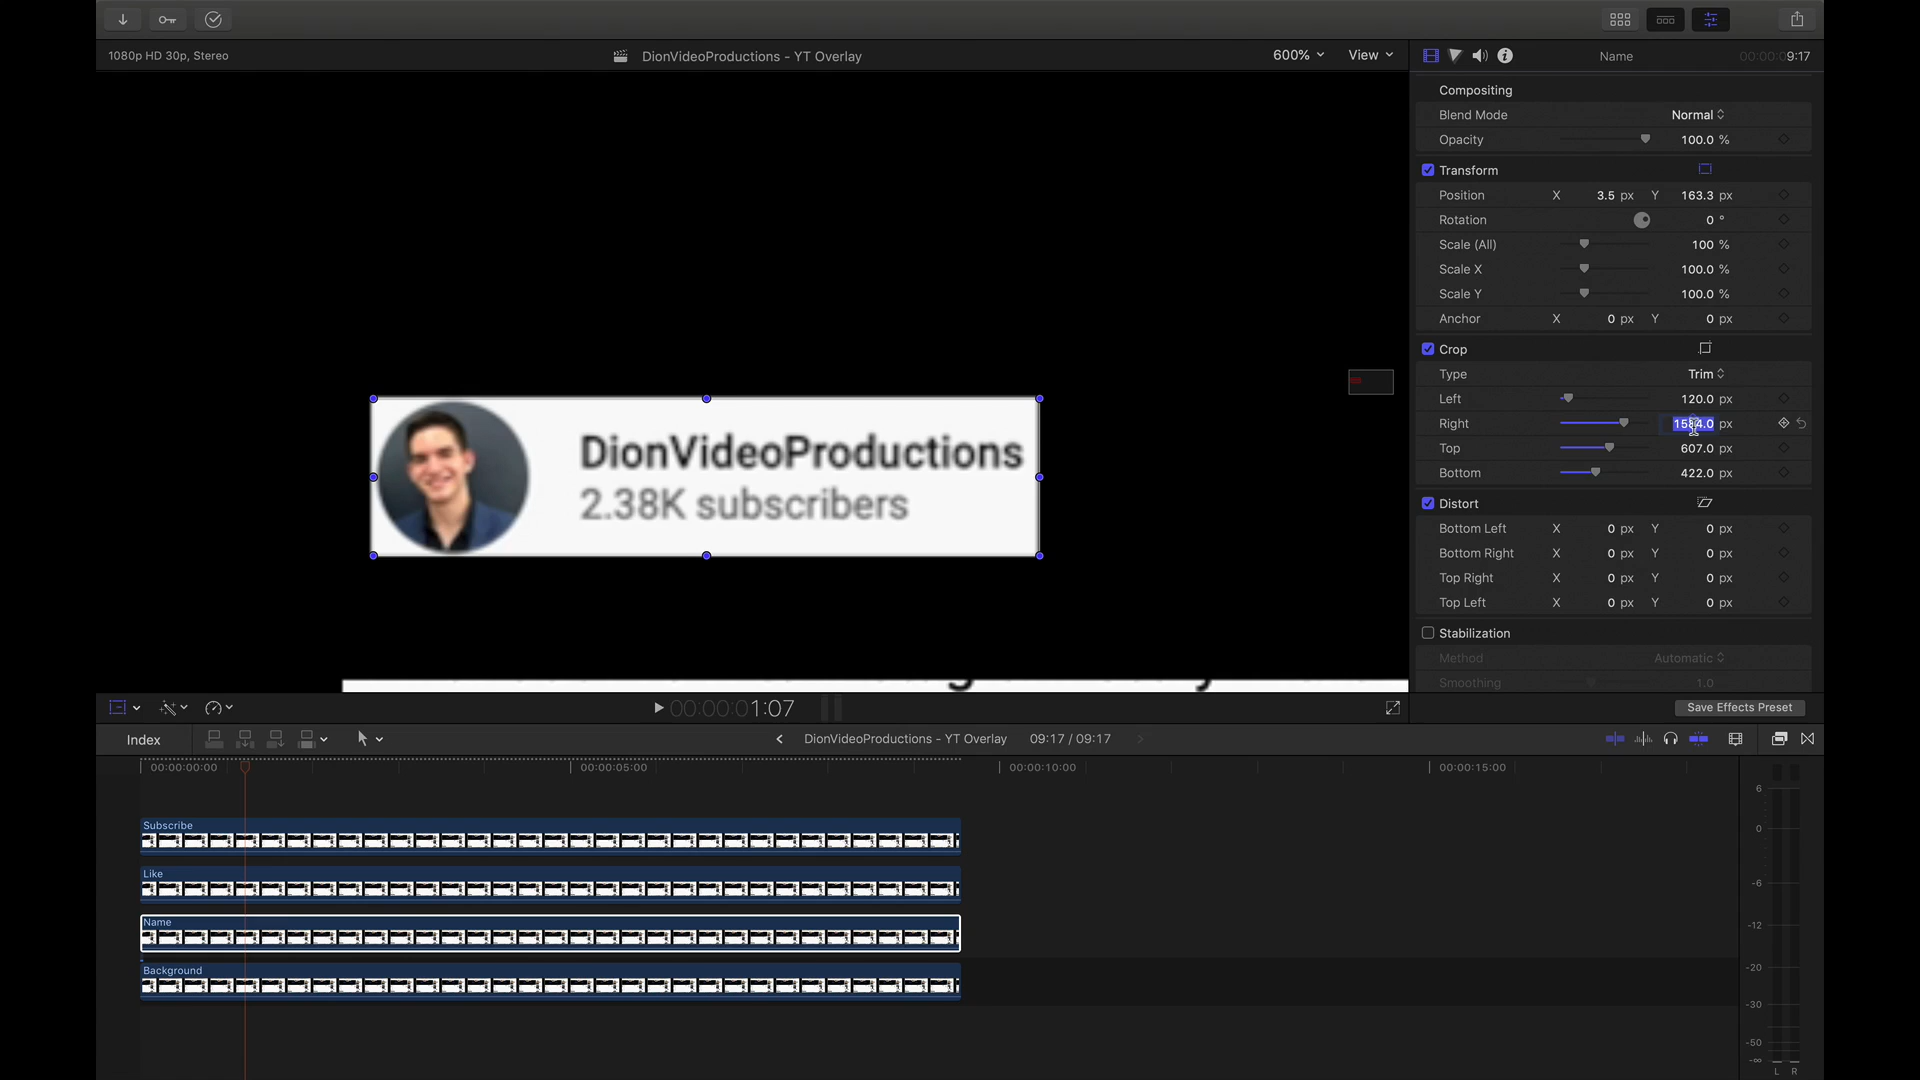 1080p HD 30p, Stereo
DionVideoProductions - YT Overlay
600%
View
Name
00:00:09:17
Compositing
Blend Mode
Normal
Opacity
100.0 %
Transform
Position X 3.5 px Y 163.3 px
Rotation
0 °
Scale (All)
100 %
Scale X
100.0 %
Scale Y
100.0 %
Anchor X 0 px Y 0 px
Crop
Type
Trim
Left
120.0 px
Right
1584.0 px
Top
607.0 px
Bottom
422.0 px
Distort
Bottom Left X 0 px Y 0 px
Bottom Right X 0 px Y 0 px
Top Right X 0 px Y 0 px
Top Left X 0 px Y 0 px
Stabilization
Method
Automatic
Smoothing
1.0
DionVideoProductions
2.38K subscribers
00:00:01:07
Save Effects Preset
Index
DionVideoProductions - YT Overlay
09:17 / 09:17
00:00:00:00
00:00:05:00
00:00:10:00
00:00:15:00
Subscribe
Like
Name
Background
6
0
-6
-12
-20
-30
-50
-∞
L R